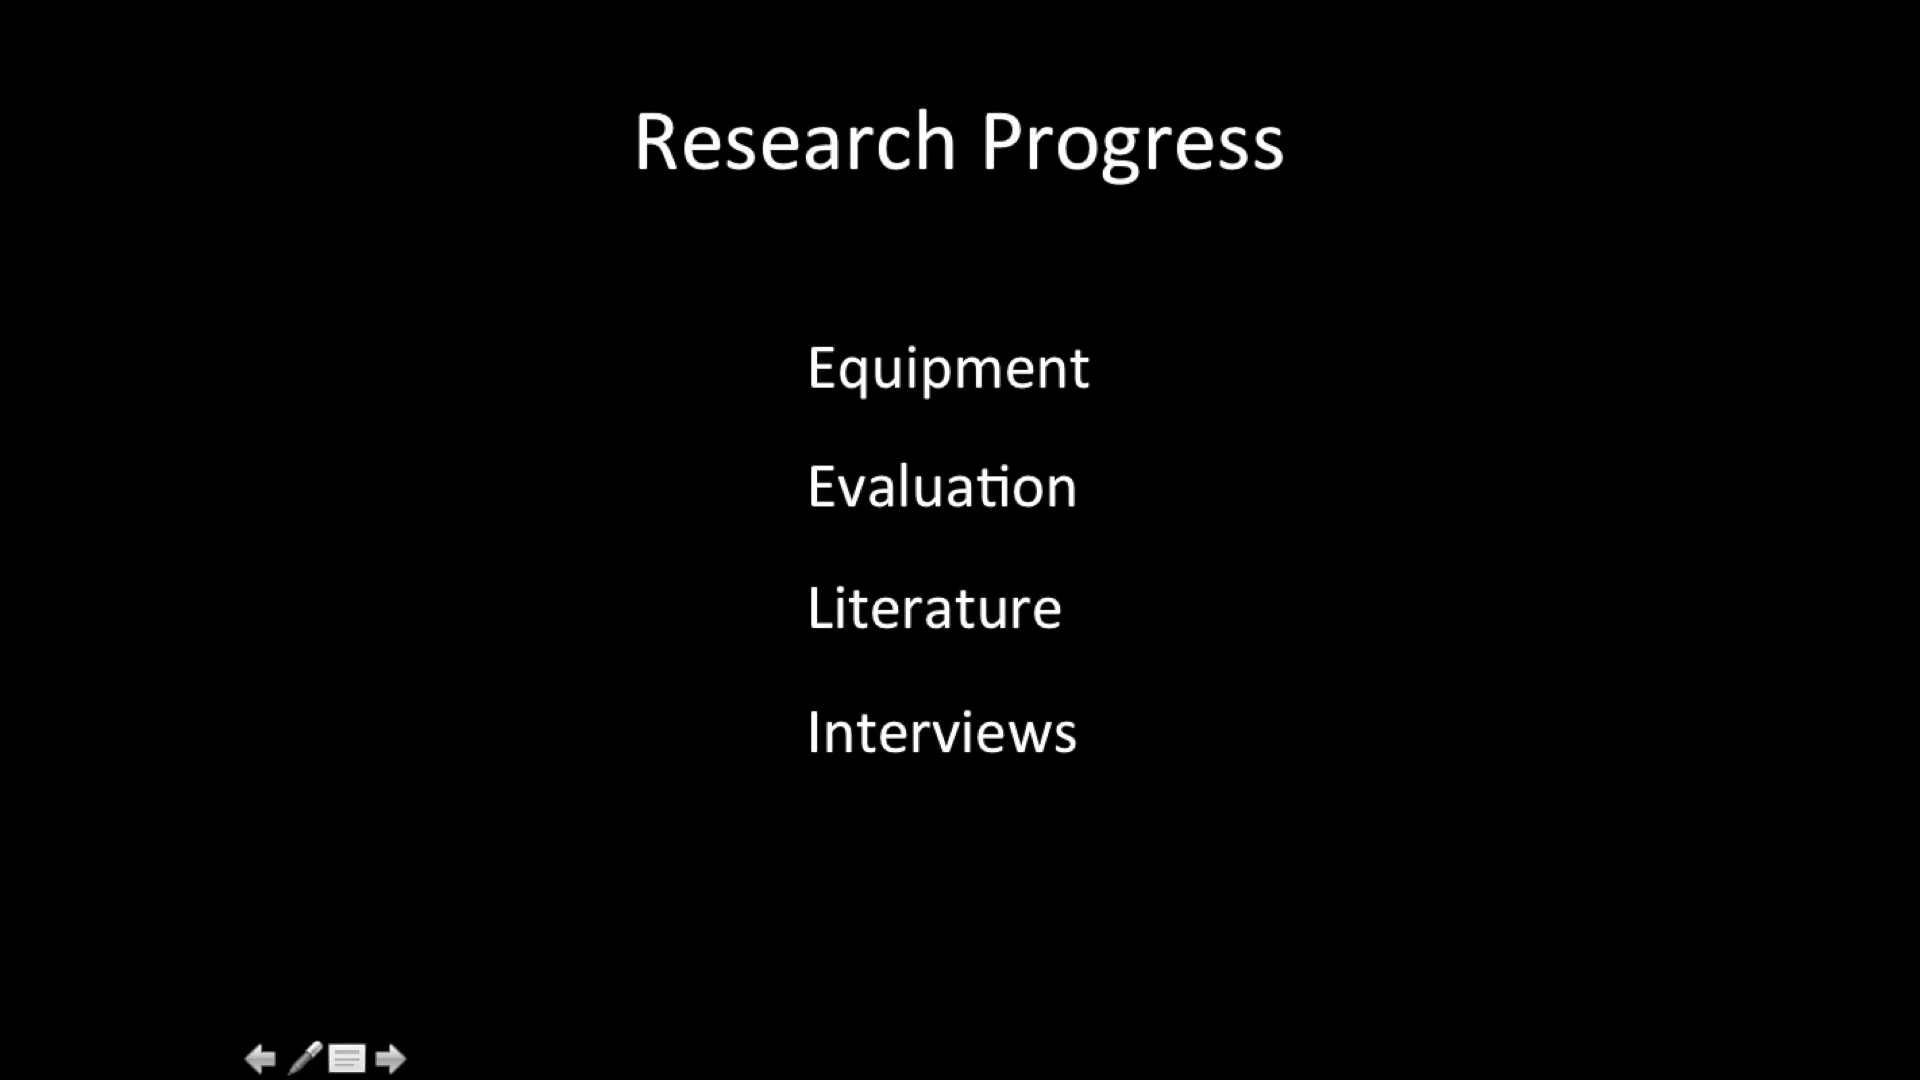 Research Progress
Equipment
Evaluation
Literature
Interviews